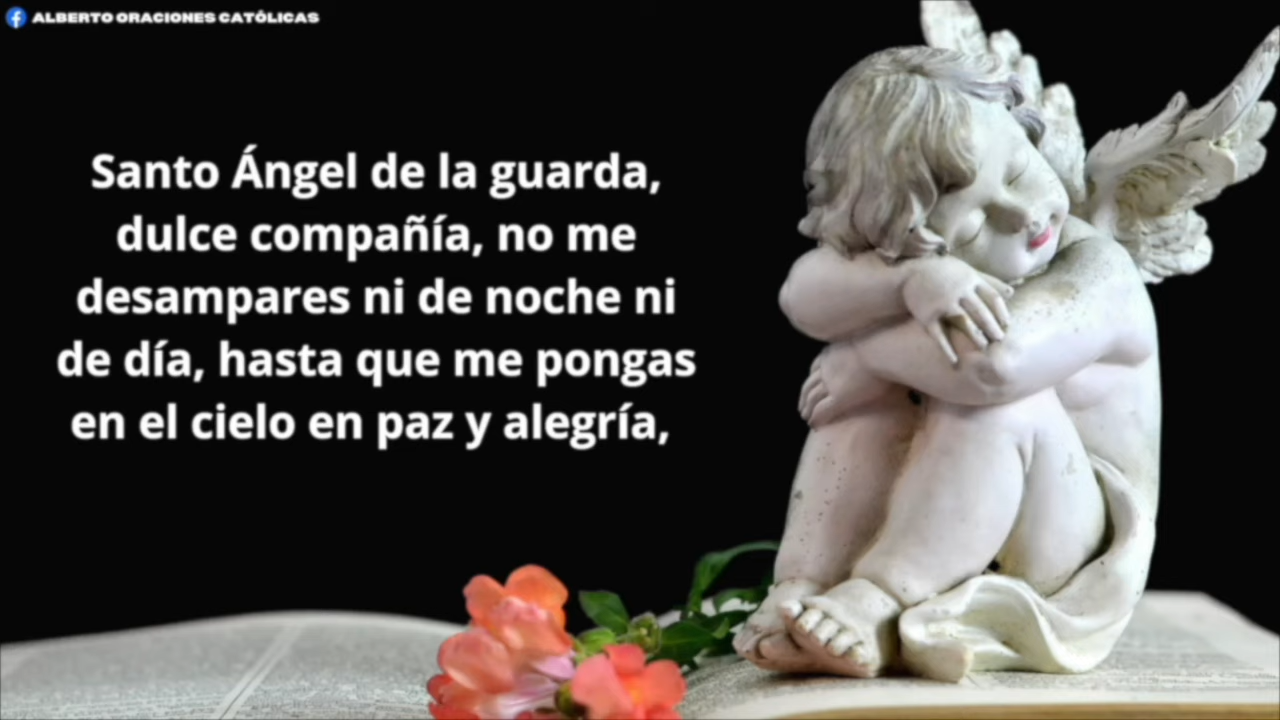 ALBERTO ORACIONES CATÓLICAS
Santo Ángel de la guarda,
dulce compañía, no me
desampares ni de noche ni
de día, hasta que me pongas
en el cielo en paz y alegría,